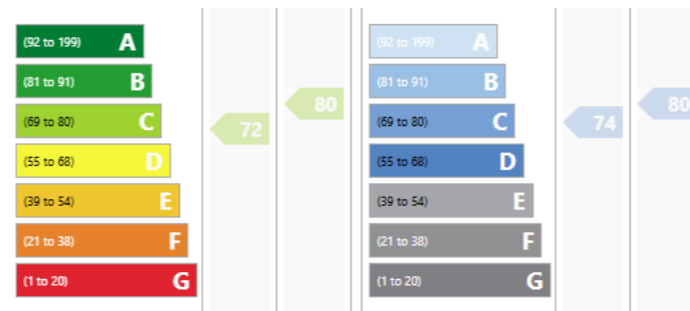 (92 to 199) A
(81 to 91) B
(69 to 80) C
(55 to 68) D
(39 to 54) E
(21 to 38) F
(1 to 20) G
72
80
(92 to 199) A
(81 to 91) B
(69 to 80) C
(55 to 68) D
(39 to 54) E
(21 to 38) F
(1 to 20) G
74
80